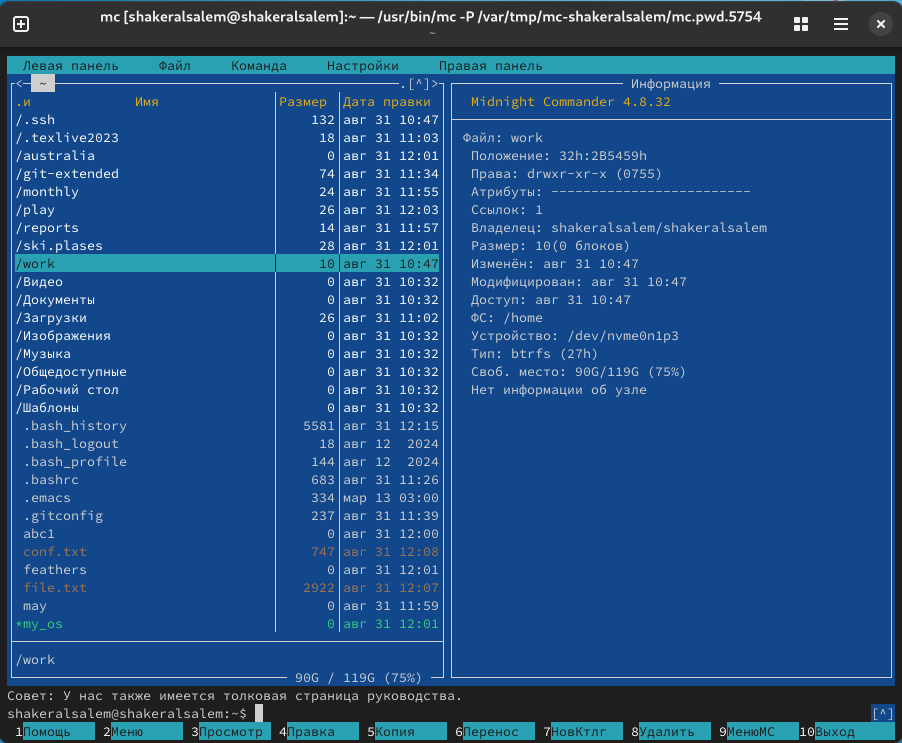 mc [shakeralsalem@shakeralsalem]:~ — /usr/bin/mc -P /var/tmp/mc-shakeralsalem/mc.pwd.5754
~
Левая панель Файл Команда Настройки Правая панель
<─ ~ ─.[^]>
.и Имя Размер Дата правки
/.ssh 132 авг 31 10:47
/.texlive2023 18 авг 31 11:03
/australia 0 авг 31 12:01
/git-extended 74 авг 31 11:34
/monthly 24 авг 31 11:55
/play 26 авг 31 12:03
/reports 14 авг 31 11:57
/ski.plases 28 авг 31 12:01
/work 10 авг 31 10:47
/Видео 0 авг 31 10:32
/Документы 0 авг 31 10:32
/Загрузки 26 авг 31 11:02
/Изображения 0 авг 31 10:32
/Музыка 0 авг 31 10:32
/Общедоступные 0 авг 31 10:32
/Рабочий стол 0 авг 31 10:32
/Шаблоны 0 авг 31 10:32
.bash_history 5581 авг 31 12:15
.bash_logout 18 авг 12 2024
.bash_profile 144 авг 12 2024
.bashrc 683 авг 31 11:26
.emacs 334 мар 13 03:00
.gitconfig 237 авг 31 11:39
abc1 0 авг 31 12:00
conf.txt 747 авг 31 12:08
feathers 0 авг 31 12:01
file.txt 2922 авг 31 12:07
may 0 авг 31 11:59
*my_os 0 авг 31 12:01
/work
90G / 119G (75%)
Информация
Midnight Commander 4.8.32
Файл: work
Положение: 32h:2B5459h
Права: drwxr-xr-x (0755)
Атрибуты: -------------------------
Ссылок: 1
Владелец: shakeralsalem/shakeralsalem
Размер: 10(0 блоков)
Изменён: авг 31 10:47
Модифицирован: авг 31 10:47
Доступ: авг 31 10:47
ФС: /home
Устройство: /dev/nvme0n1p3
Тип: btrfs (27h)
Своб. место: 90G/119G (75%)
Нет информации об узле
Совет: У нас также имеется толковая страница руководства.
shakeralsalem@shakeralsalem:~$ [^]
1Помощь 2Меню 3Просмотр 4Правка 5Копия 6Перенос 7НовКтлг 8Удалить 9МенюMC 10Выход